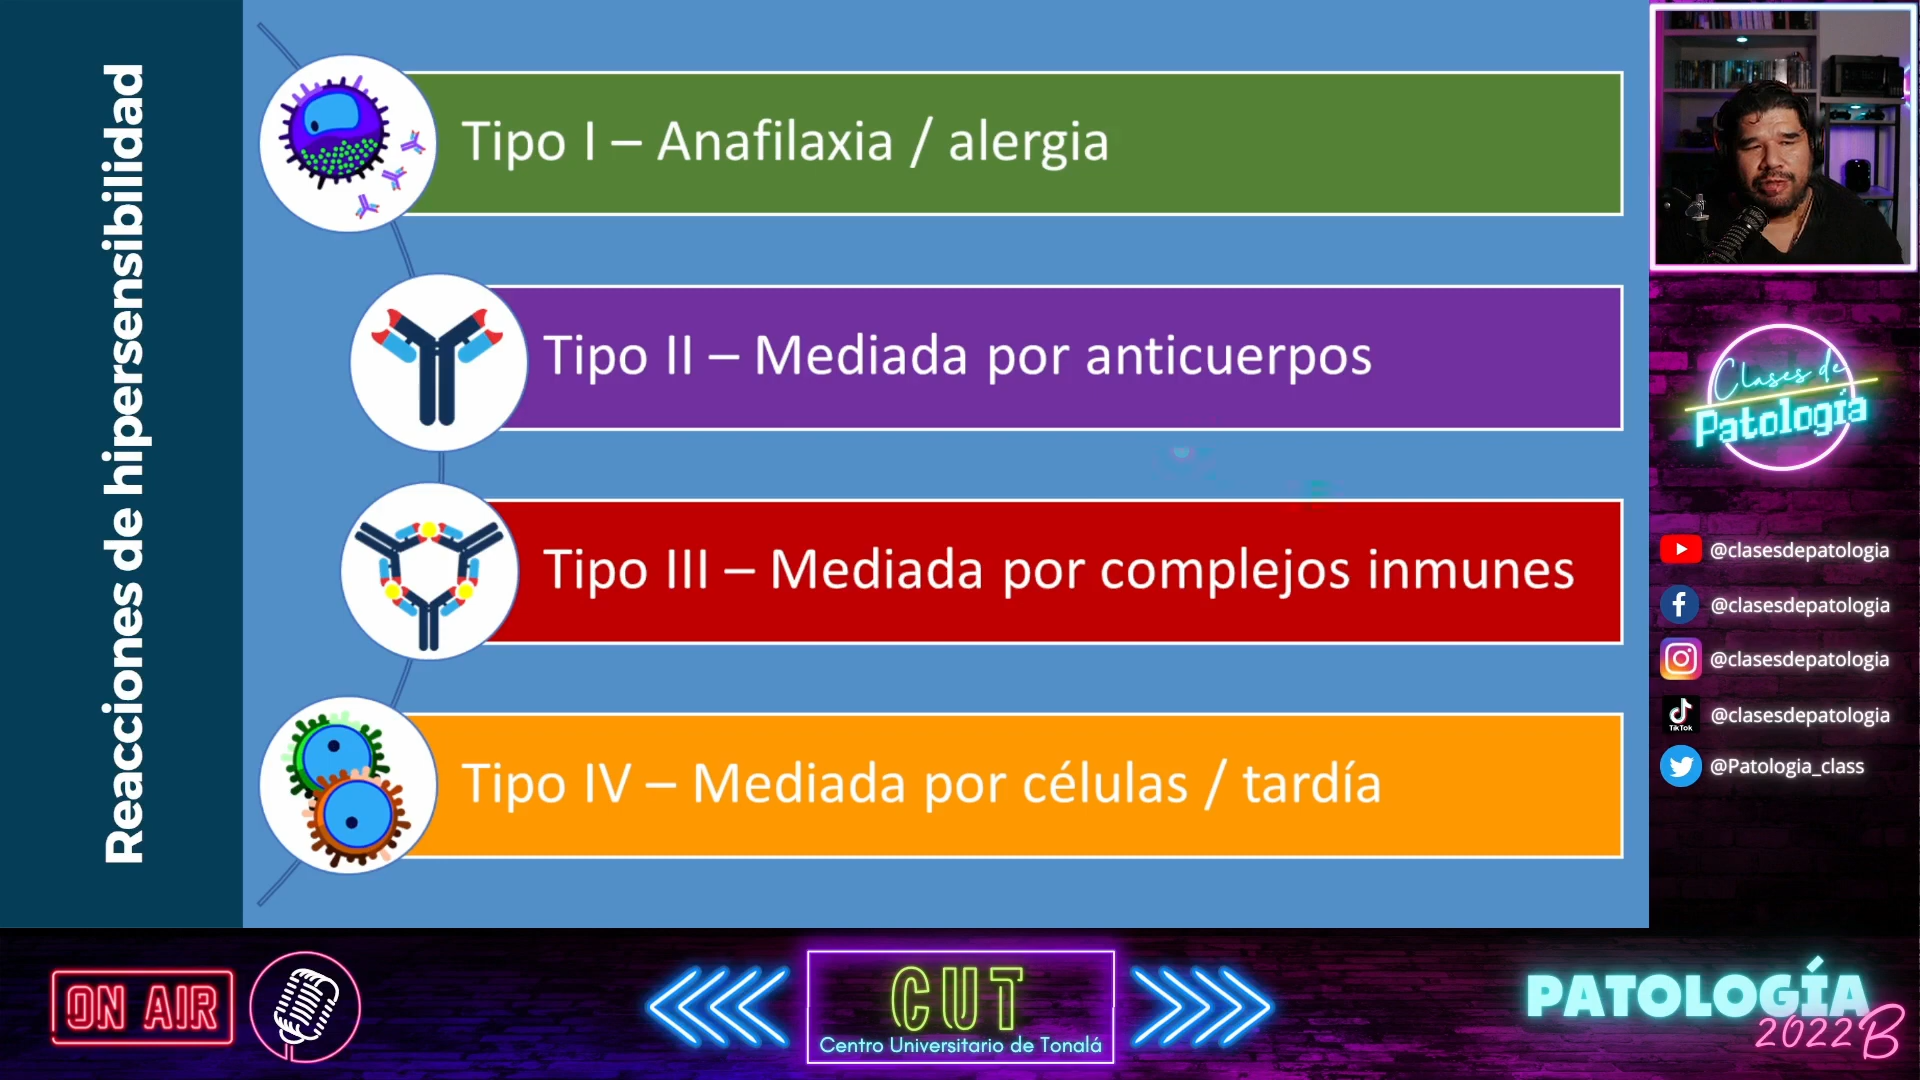 Reacciones de hipersensibilidad
Tipo I – Anafilaxia / alergia
Tipo II – Mediada por anticuerpos
Tipo III – Mediada por complejos inmunes
Tipo IV – Mediada por células / tardía
Clases de
Patología
@clasesdepatologia
@clasesdepatologia
@clasesdepatologia
TikTok
@clasesdepatologia
@Patologia_class
ON AIR
CUT
Centro Universitario de Tonalá
PATOLOGÍA
2022B